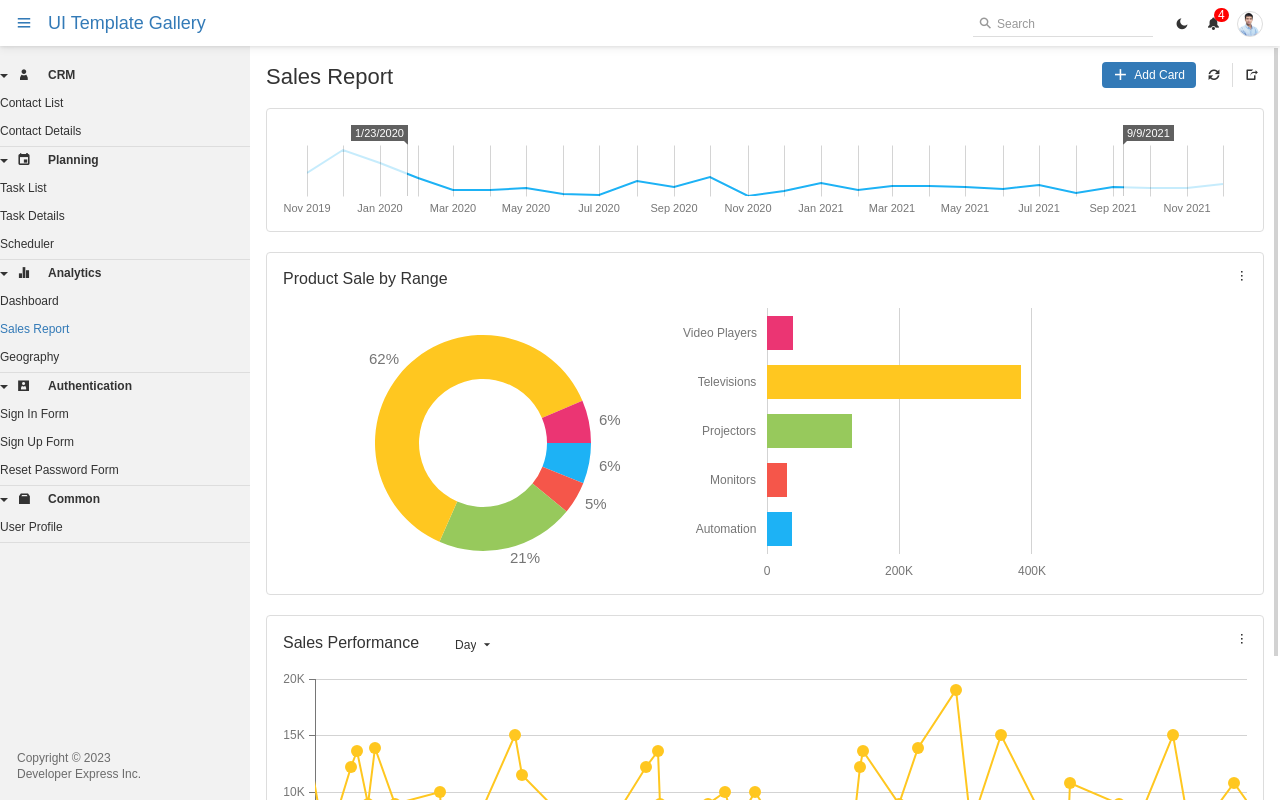 UI Template Gallery
Search
4
CRM
Contact List
Contact Details
Planning
Task List
Task Details
Scheduler
Analytics
Dashboard
Sales Report
Geography
Authentication
Sign In Form
Sign Up Form
Reset Password Form
Common
User Profile
Copyright © 2023
Developer Express Inc.
Sales Report
Add Card
1/23/2020
9/9/2021
Nov 2019
Jan 2020
Mar 2020
May 2020
Jul 2020
Sep 2020
Nov 2020
Jan 2021
Mar 2021
May 2021
Jul 2021
Sep 2021
Nov 2021
Product Sale by Range
62%
6%
6%
5%
21%
Video Players
Televisions
Projectors
Monitors
Automation
0
200K
400K
Sales Performance
Day
20K
15K
10K